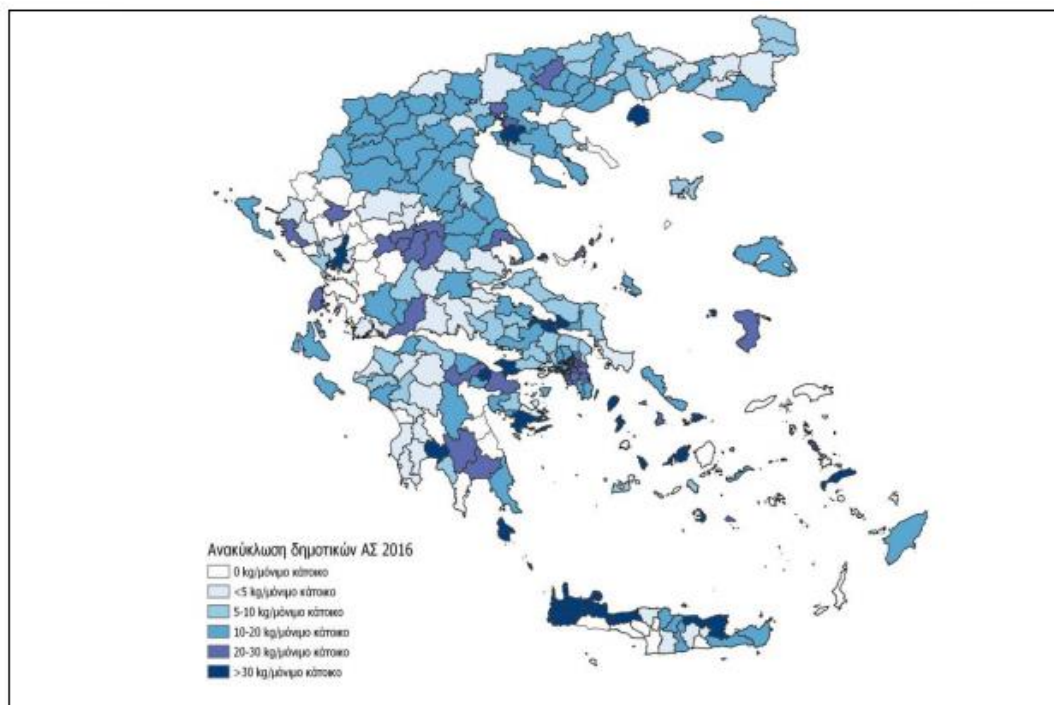 Ανακύκλωση δημοτικών ΑΣ 2016
0 kg/μόνιμο κάτοικο
<5 kg/μόνιμο κάτοικο
5-10 kg/μόνιμο κάτοικο
10-20 kg/μόνιμο κάτοικο
20-30 kg/μόνιμο κάτοικο
>30 kg/μόνιμο κάτοικο